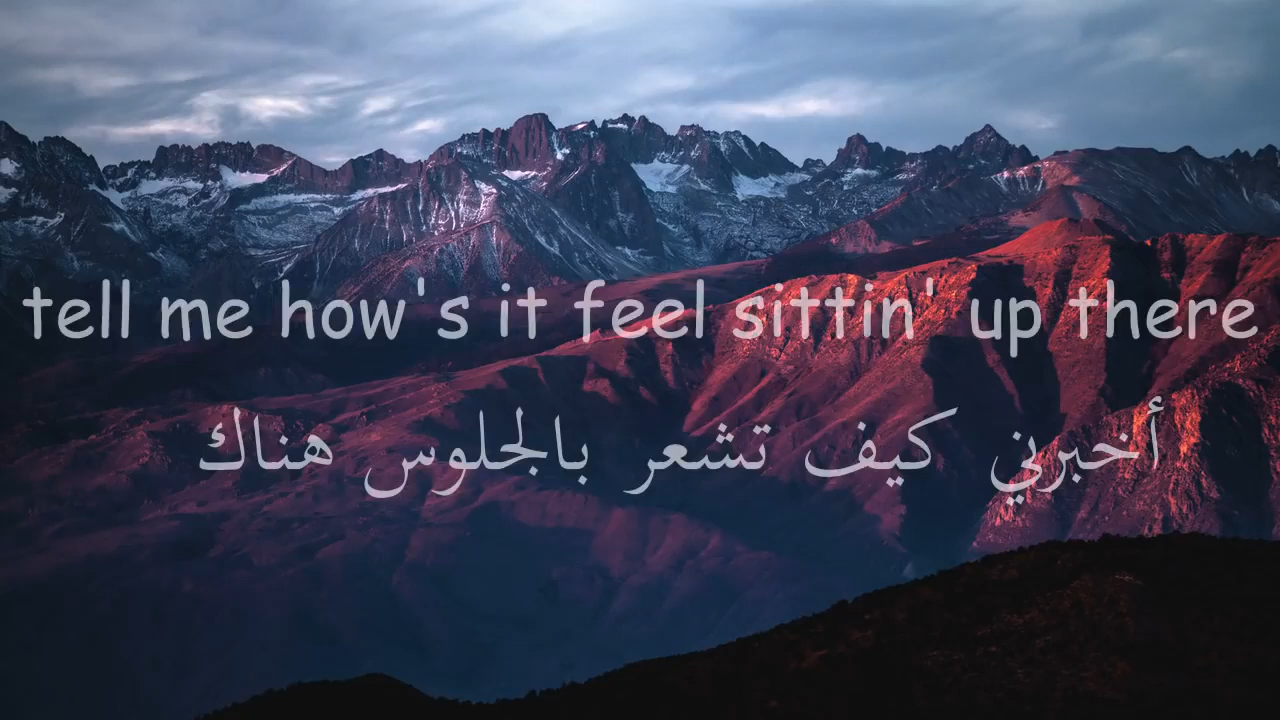 tell me how's it feel sittin' up there
أخبرني كيف تشعر بالجلوس هناك